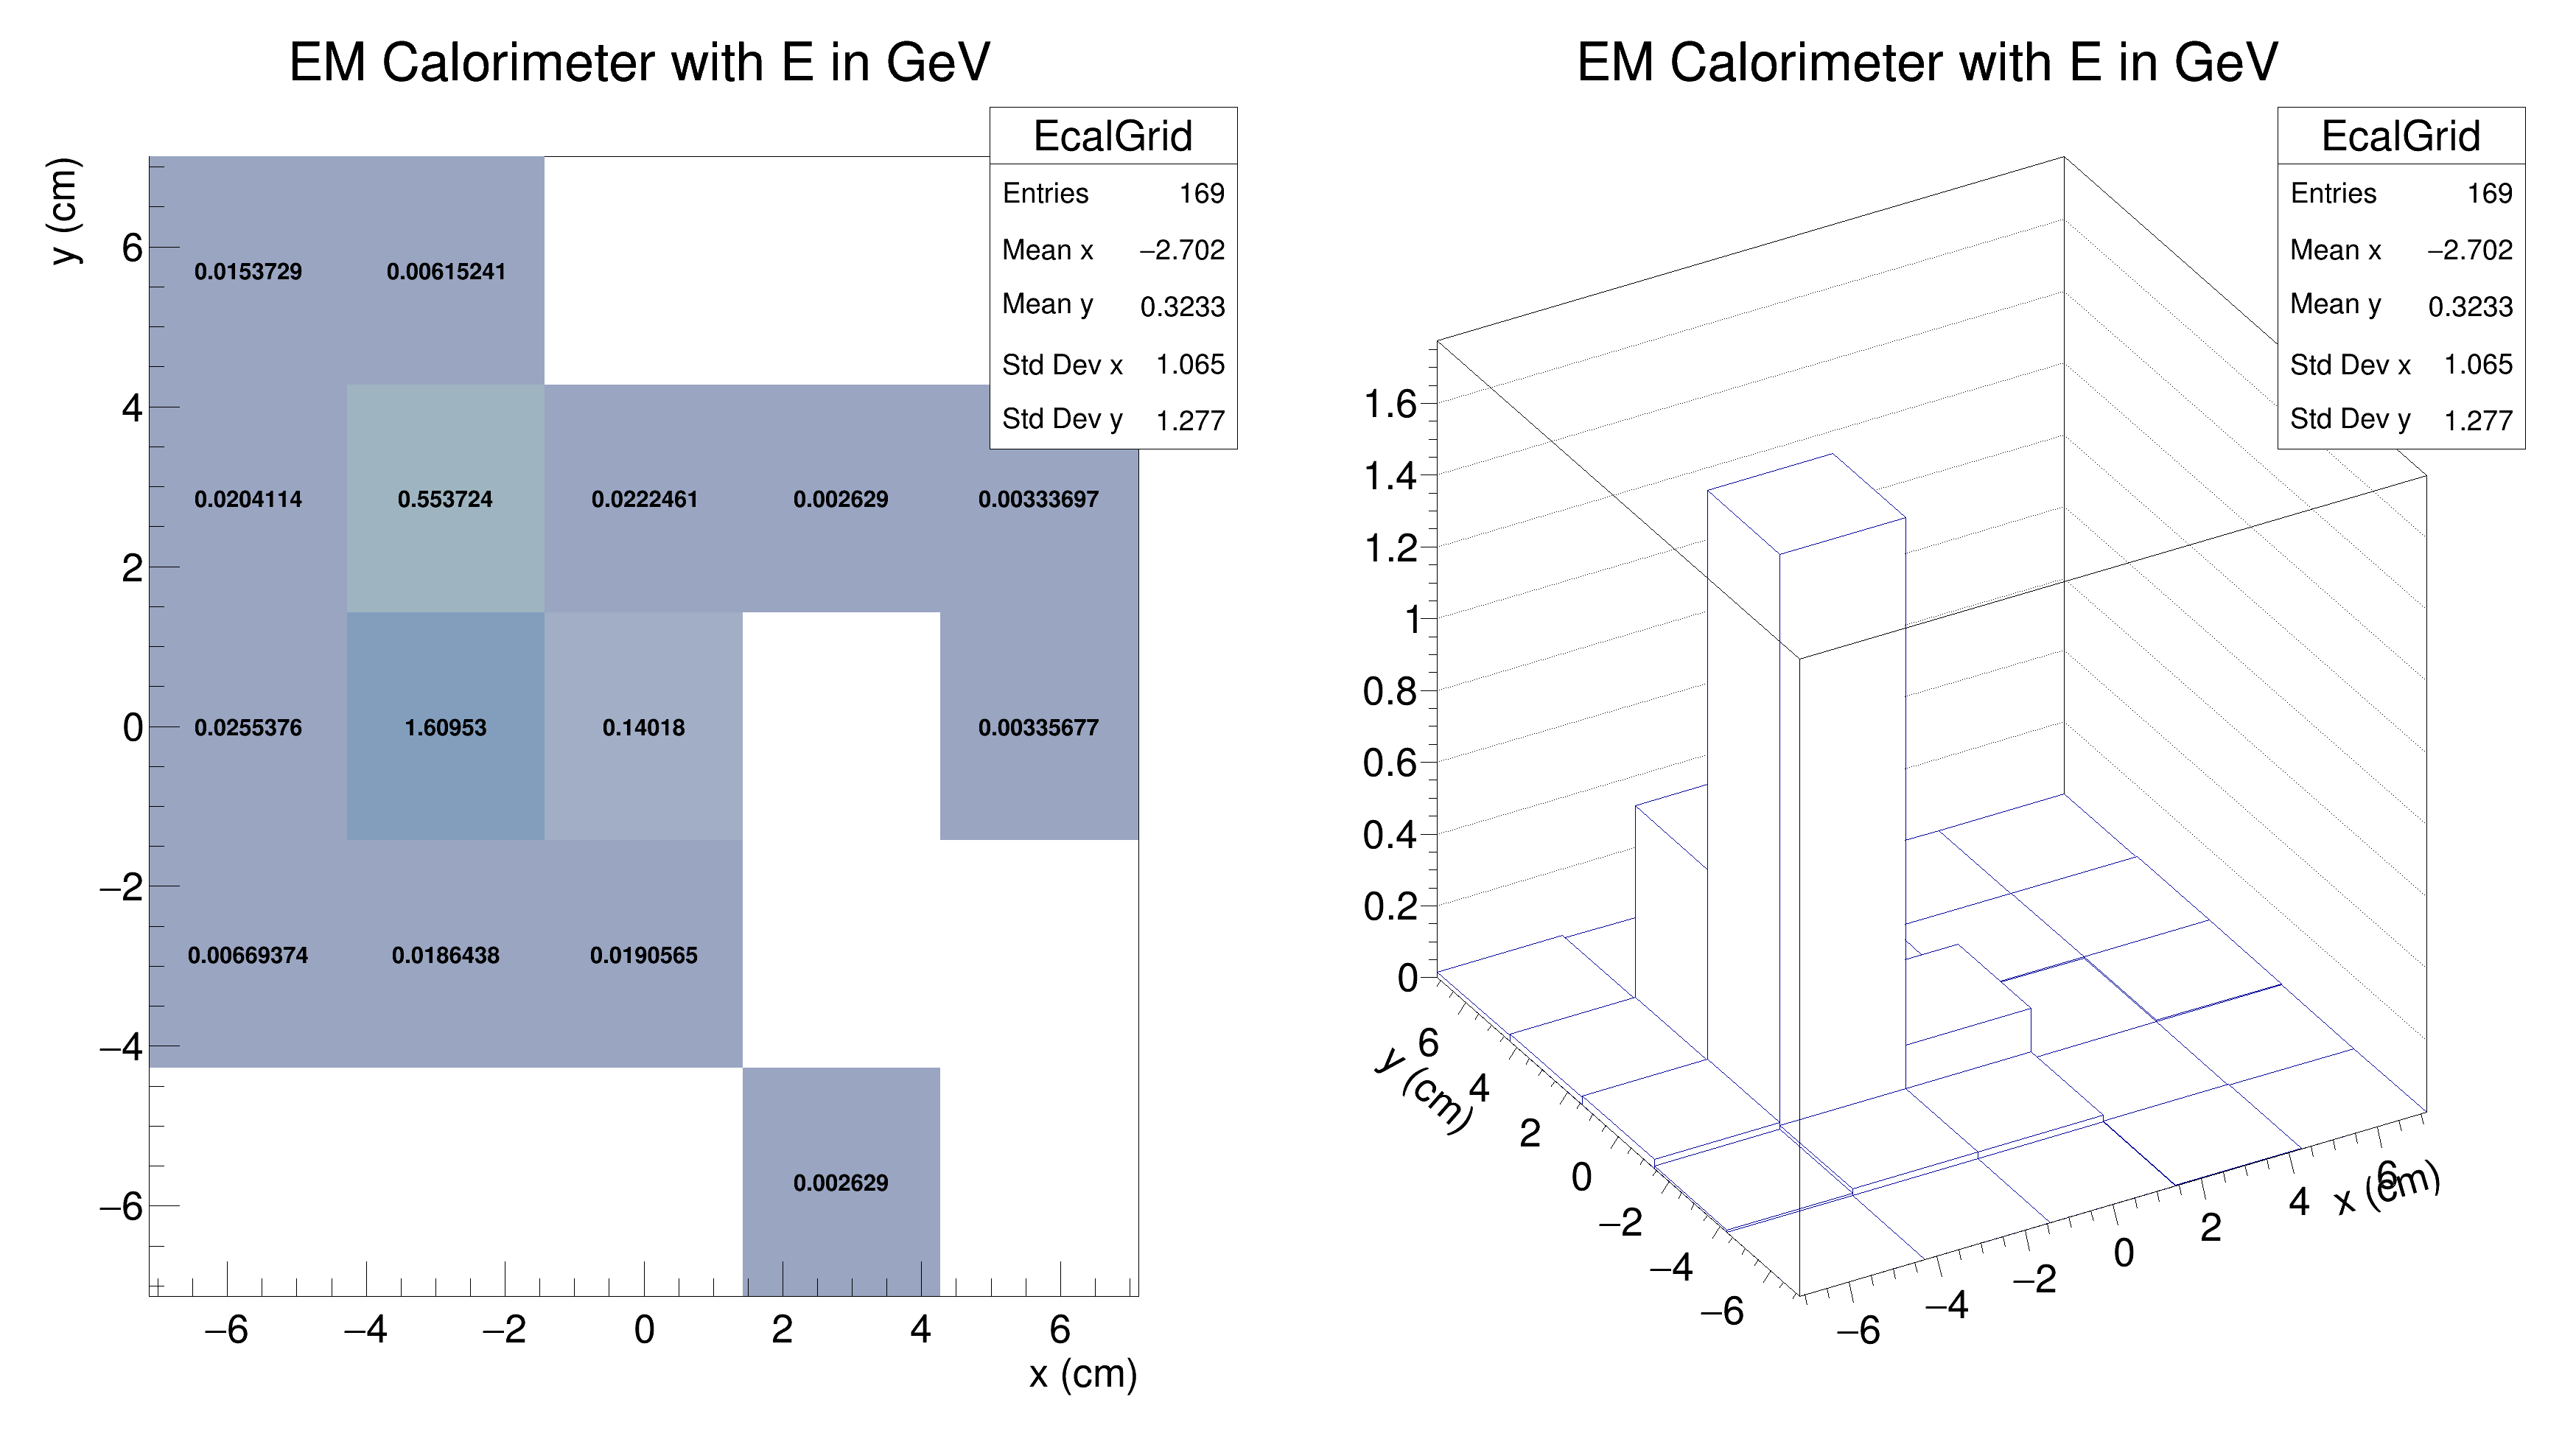 EM Calorimeter with E in GeV
EcalGrid
Entries 169
Mean x −2.702
Mean y 0.3233
Std Dev x 1.065
Std Dev y 1.277
y (cm)
6
4
2
0
−2
−4
−6
0.0153729 0.00615241
0.0204114 0.553724 0.0222461 0.002629 0.00333697
0.0255376 1.60953 0.14018 0.00335677
0.00669374 0.0186438 0.0190565
0.002629
−6 −4 −2 0 2 4 6
x (cm)
EM Calorimeter with E in GeV
EcalGrid
Entries 169
Mean x −2.702
Mean y 0.3233
Std Dev x 1.065
Std Dev y 1.277
1.6
1.4
1.2
1
0.8
0.6
0.4
0.2
0
y (cm)
6
4
2
0
−2
−4
−6
−6 −4 −2 0 2 4 6
x (cm)